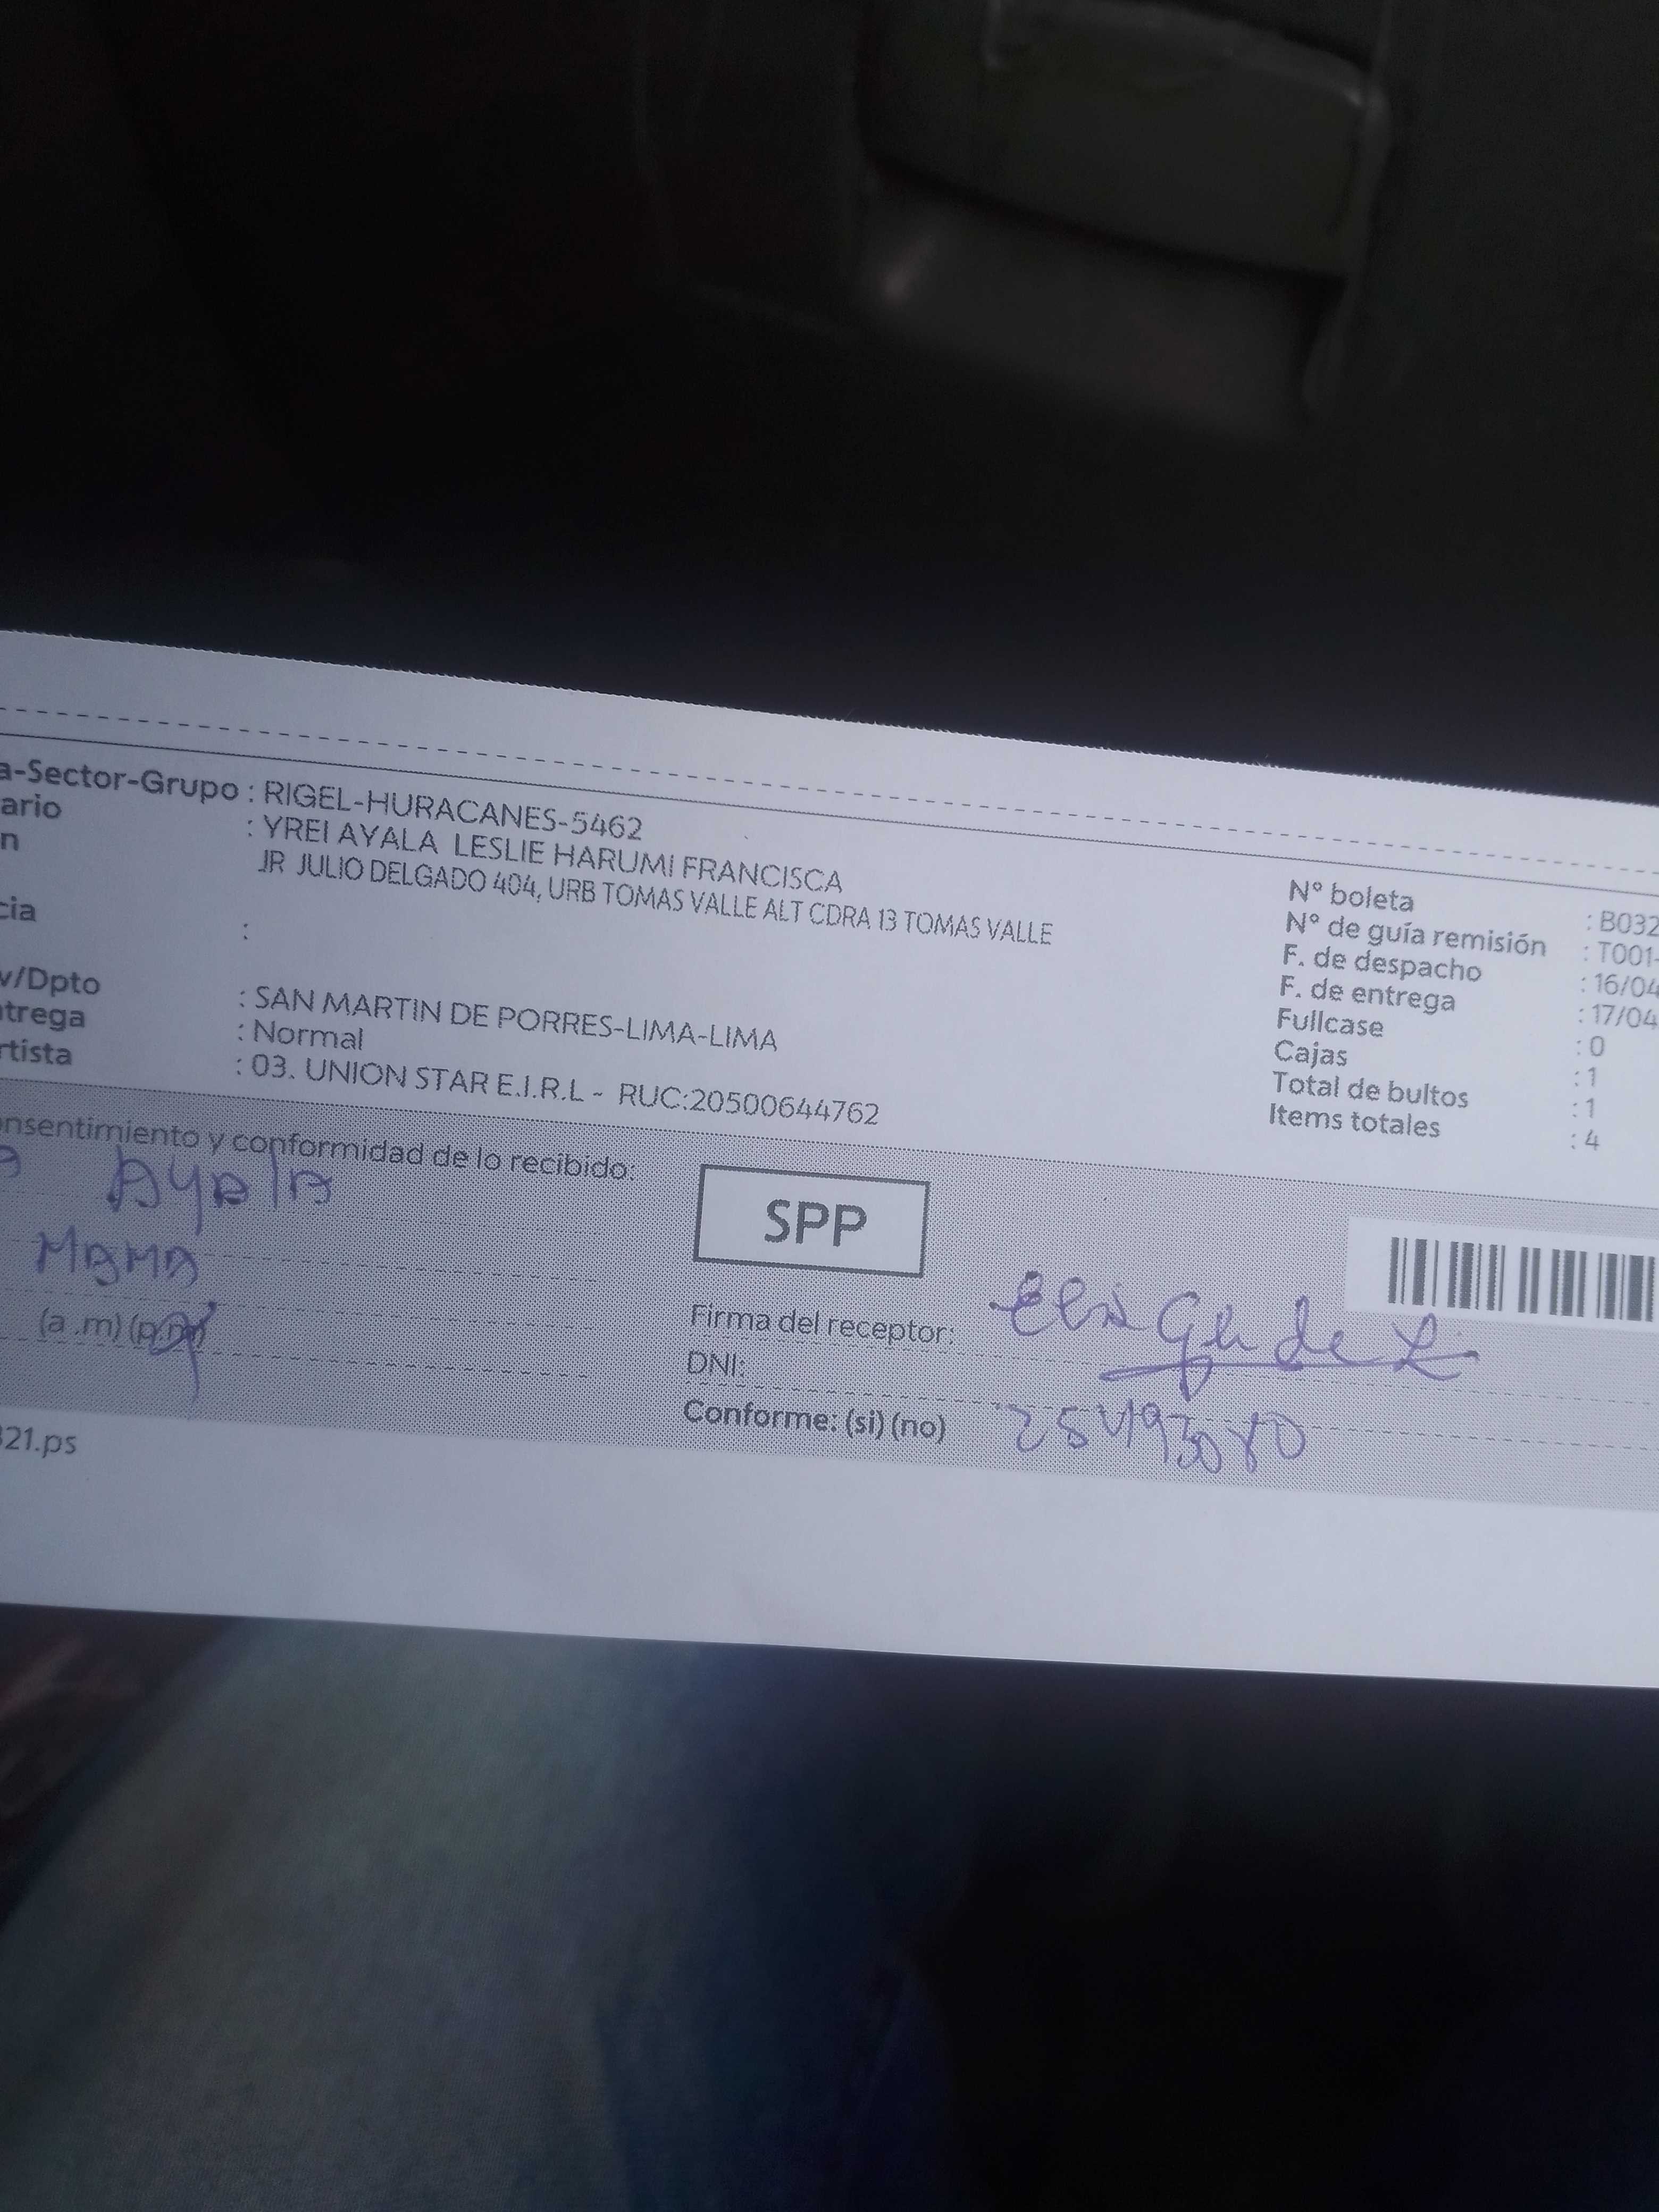 a-Sector-Grupo : RIGEL-HURACANES-5462
ario : YREI AYALA LESLIE HARUMI FRANCISCA
n JR JULIO DELGADO 404, URB TOMAS VALLE ALT CDRA 13 TOMAS VALLE
cia :
v/Dpto : SAN MARTIN DE PORRES-LIMA-LIMA
trega : Normal
rtista : 03. UNION STAR E.I.R.L - RUC:20500644762
Nº boleta : B032
Nº de guía remisión : T001-
F. de despacho : 16/04
F. de entrega : 17/04
Fullcase : 0
Cajas : 1
Total de bultos : 1
Items totales : 4
onsentimiento y conformidad de lo recibido:
Ayala
MAMA
(a .m) (p.m)
SPP
Firma del receptor:
DNI:
Conforme: (si) (no)
321.ps